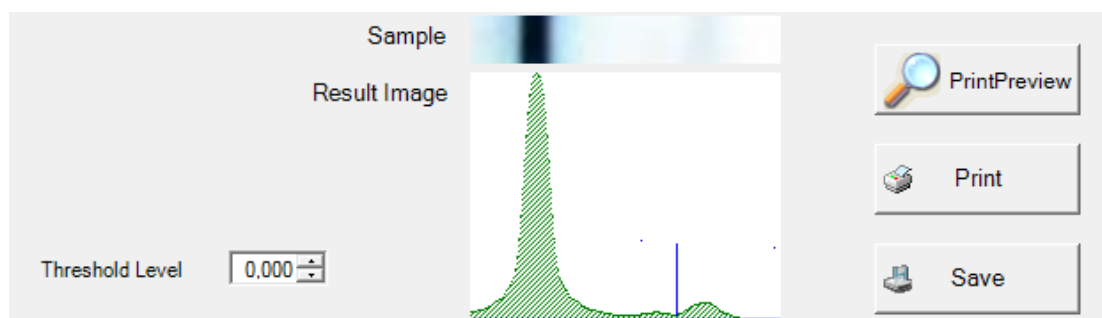 Sample
PrintPreview
Result Image
Print
Threshold Level
0,000
Save